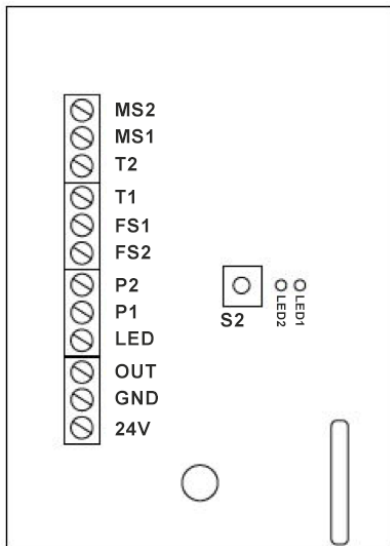 MS2
MS1
T2
T1
FS1
FS2
P2
P1
LED
OUT
GND
24V
S2
LED2
LED1